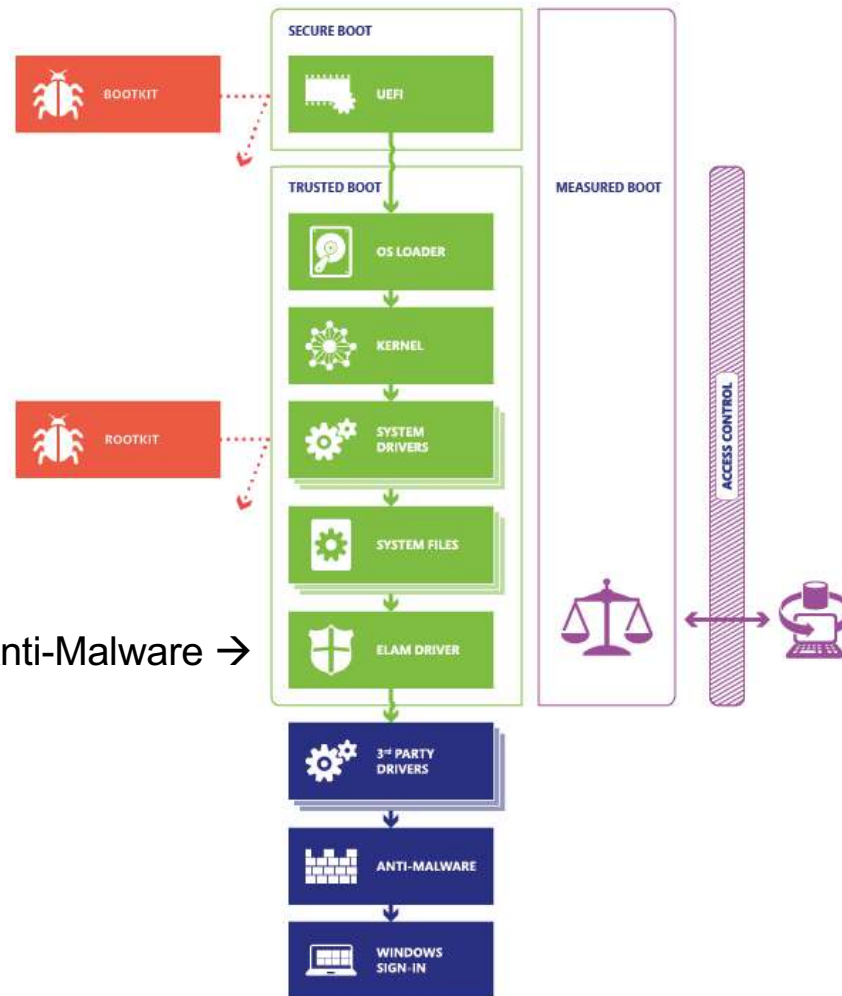 SECURE BOOT
BOOTKIT
UEFI
TRUSTED BOOT
MEASURED BOOT
OS LOADER
KERNEL
ROOTKIT
SYSTEM
DRIVERS
ACCESS CONTROL
SYSTEM FILES
nti-Malware →
ELAM DRIVER
3rd PARTY
DRIVERS
ANTI-MALWARE
WINDOWS
SIGN-IN